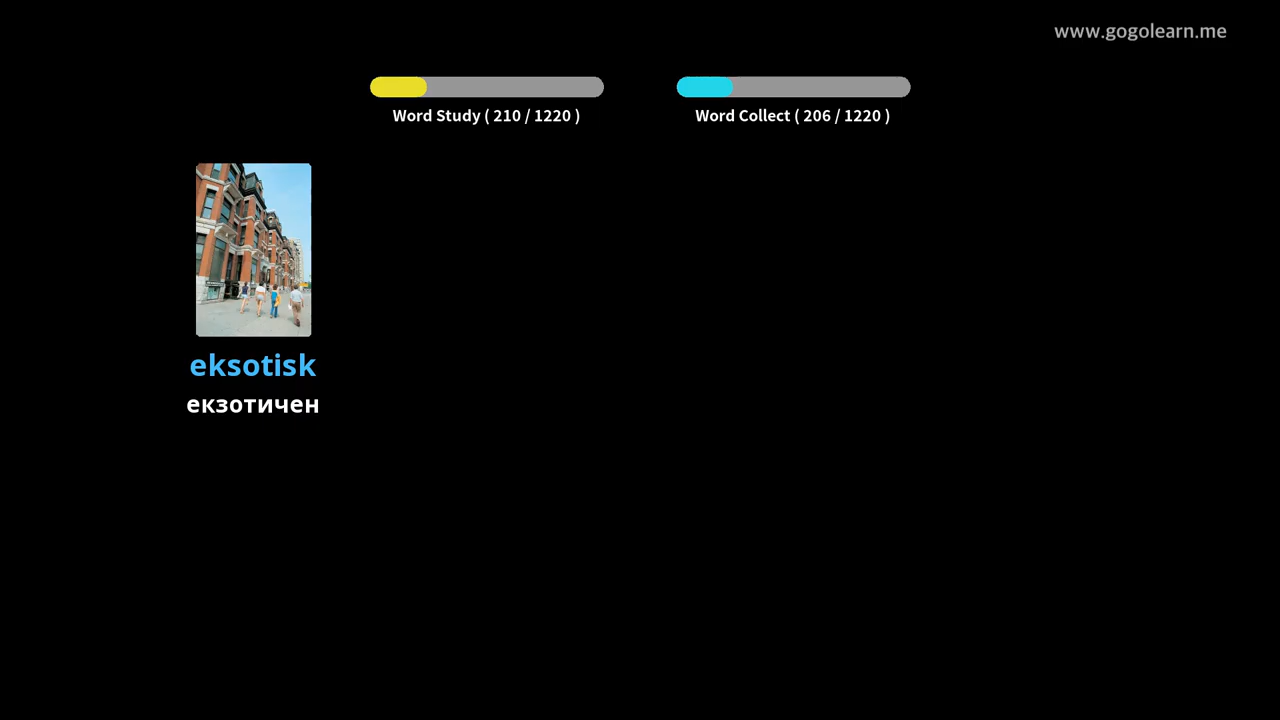 www.gogolearn.me
Word Study ( 210 / 1220 )
Word Collect ( 206 / 1220 )
eksotisk
екзотичен